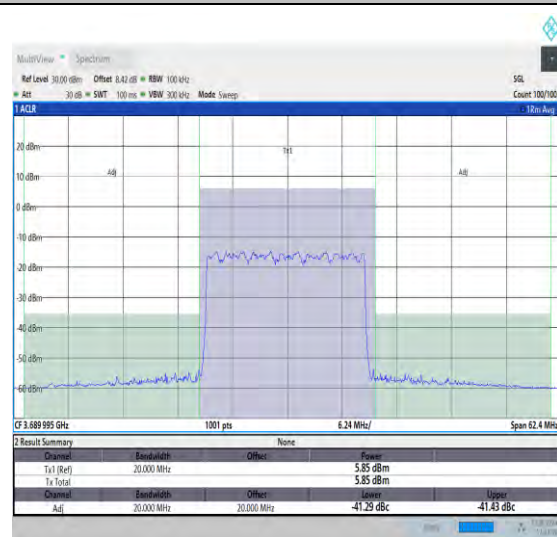 MultiView Spectrum
Ref Level 30.00 dBm Offset 8.42 dB RBW 100 kHz SGL
Att 30 dB SWT 100 ms VBW 300 kHz Mode Sweep Count 100/100
1 ACLR 1Rm Avg
Tx1
Adj Adj
20 dBm
10 dBm
0 dBm
-10 dBm
-20 dBm
-30 dBm
-40 dBm
-50 dBm
-60 dBm
CF 3.689 995 GHz 1001 pts 6.24 MHz/ Span 62.4 MHz
2 Result Summary None
Channel Bandwidth Offset Power
Tx1 (Ref) 20.000 MHz 5.85 dBm
Tx Total 5.85 dBm
Channel Bandwidth Offset Lower Upper
Adj 20.000 MHz 20.000 MHz -41.29 dBc -41.43 dBc